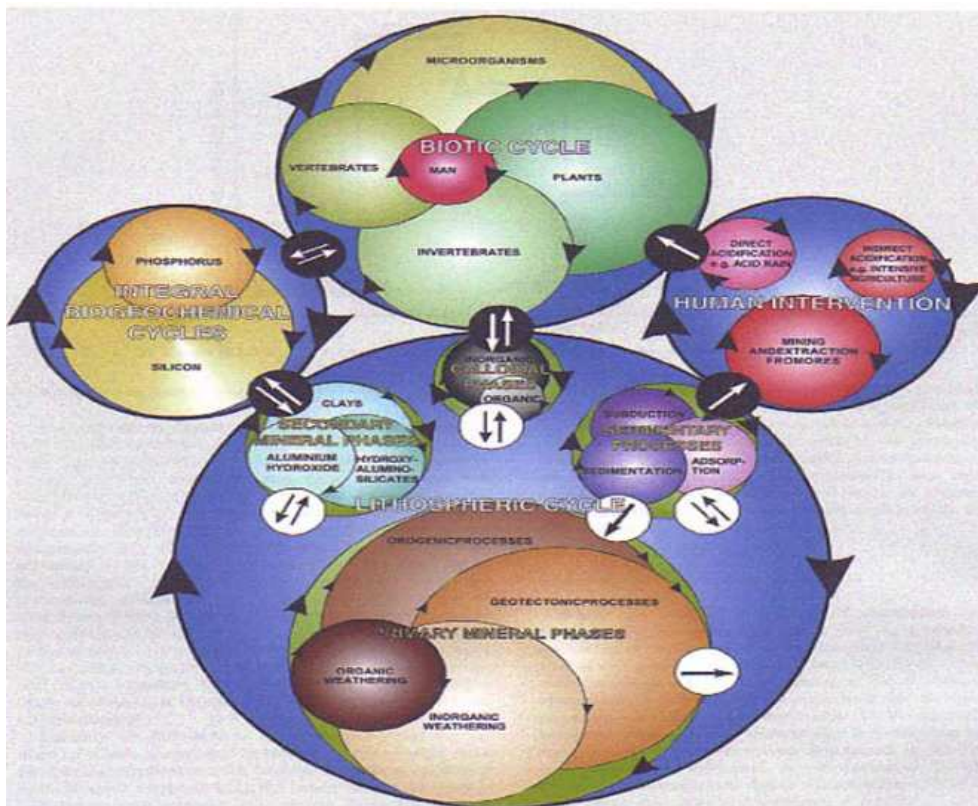 MICROORGANISMS
BIOTIC CYCLE
VERTEBRATES
MAN
PLANTS
INVERTEBRATES
PHOSPHORUS
INTEGRAL
BIOGEOCHEMICAL
CYCLES
SILICON
DIRECT
ACIDIFICATION
e.g. ACID RAIN
INDIRECT
ACIDIFICATION
e.g. INTENSIVE
AGRICULTURE
HUMAN INTERVENTION
MINING
ANDEXTRACTION
FROMORES
INORGANIC
COLLOIDAL
PHASES
ORGANIC
CLAYS
SECONDARY
MINERAL PHASES
ALUMINIUM
HYDROXIDE
HYDROXY-
ALUMINO-
SILICATES
SUBDUCTION
SEDIMENTARY
PROCESSES
SEDIMENTATION
ADSORP-
TION
LITHOSPHERIC CYCLE
OROGENICPROCESSES
GEOTECTONICPROCESSES
PRIMARY MINERAL PHASES
ORGANIC
WEATHERING
INORGANIC
WEATHERING